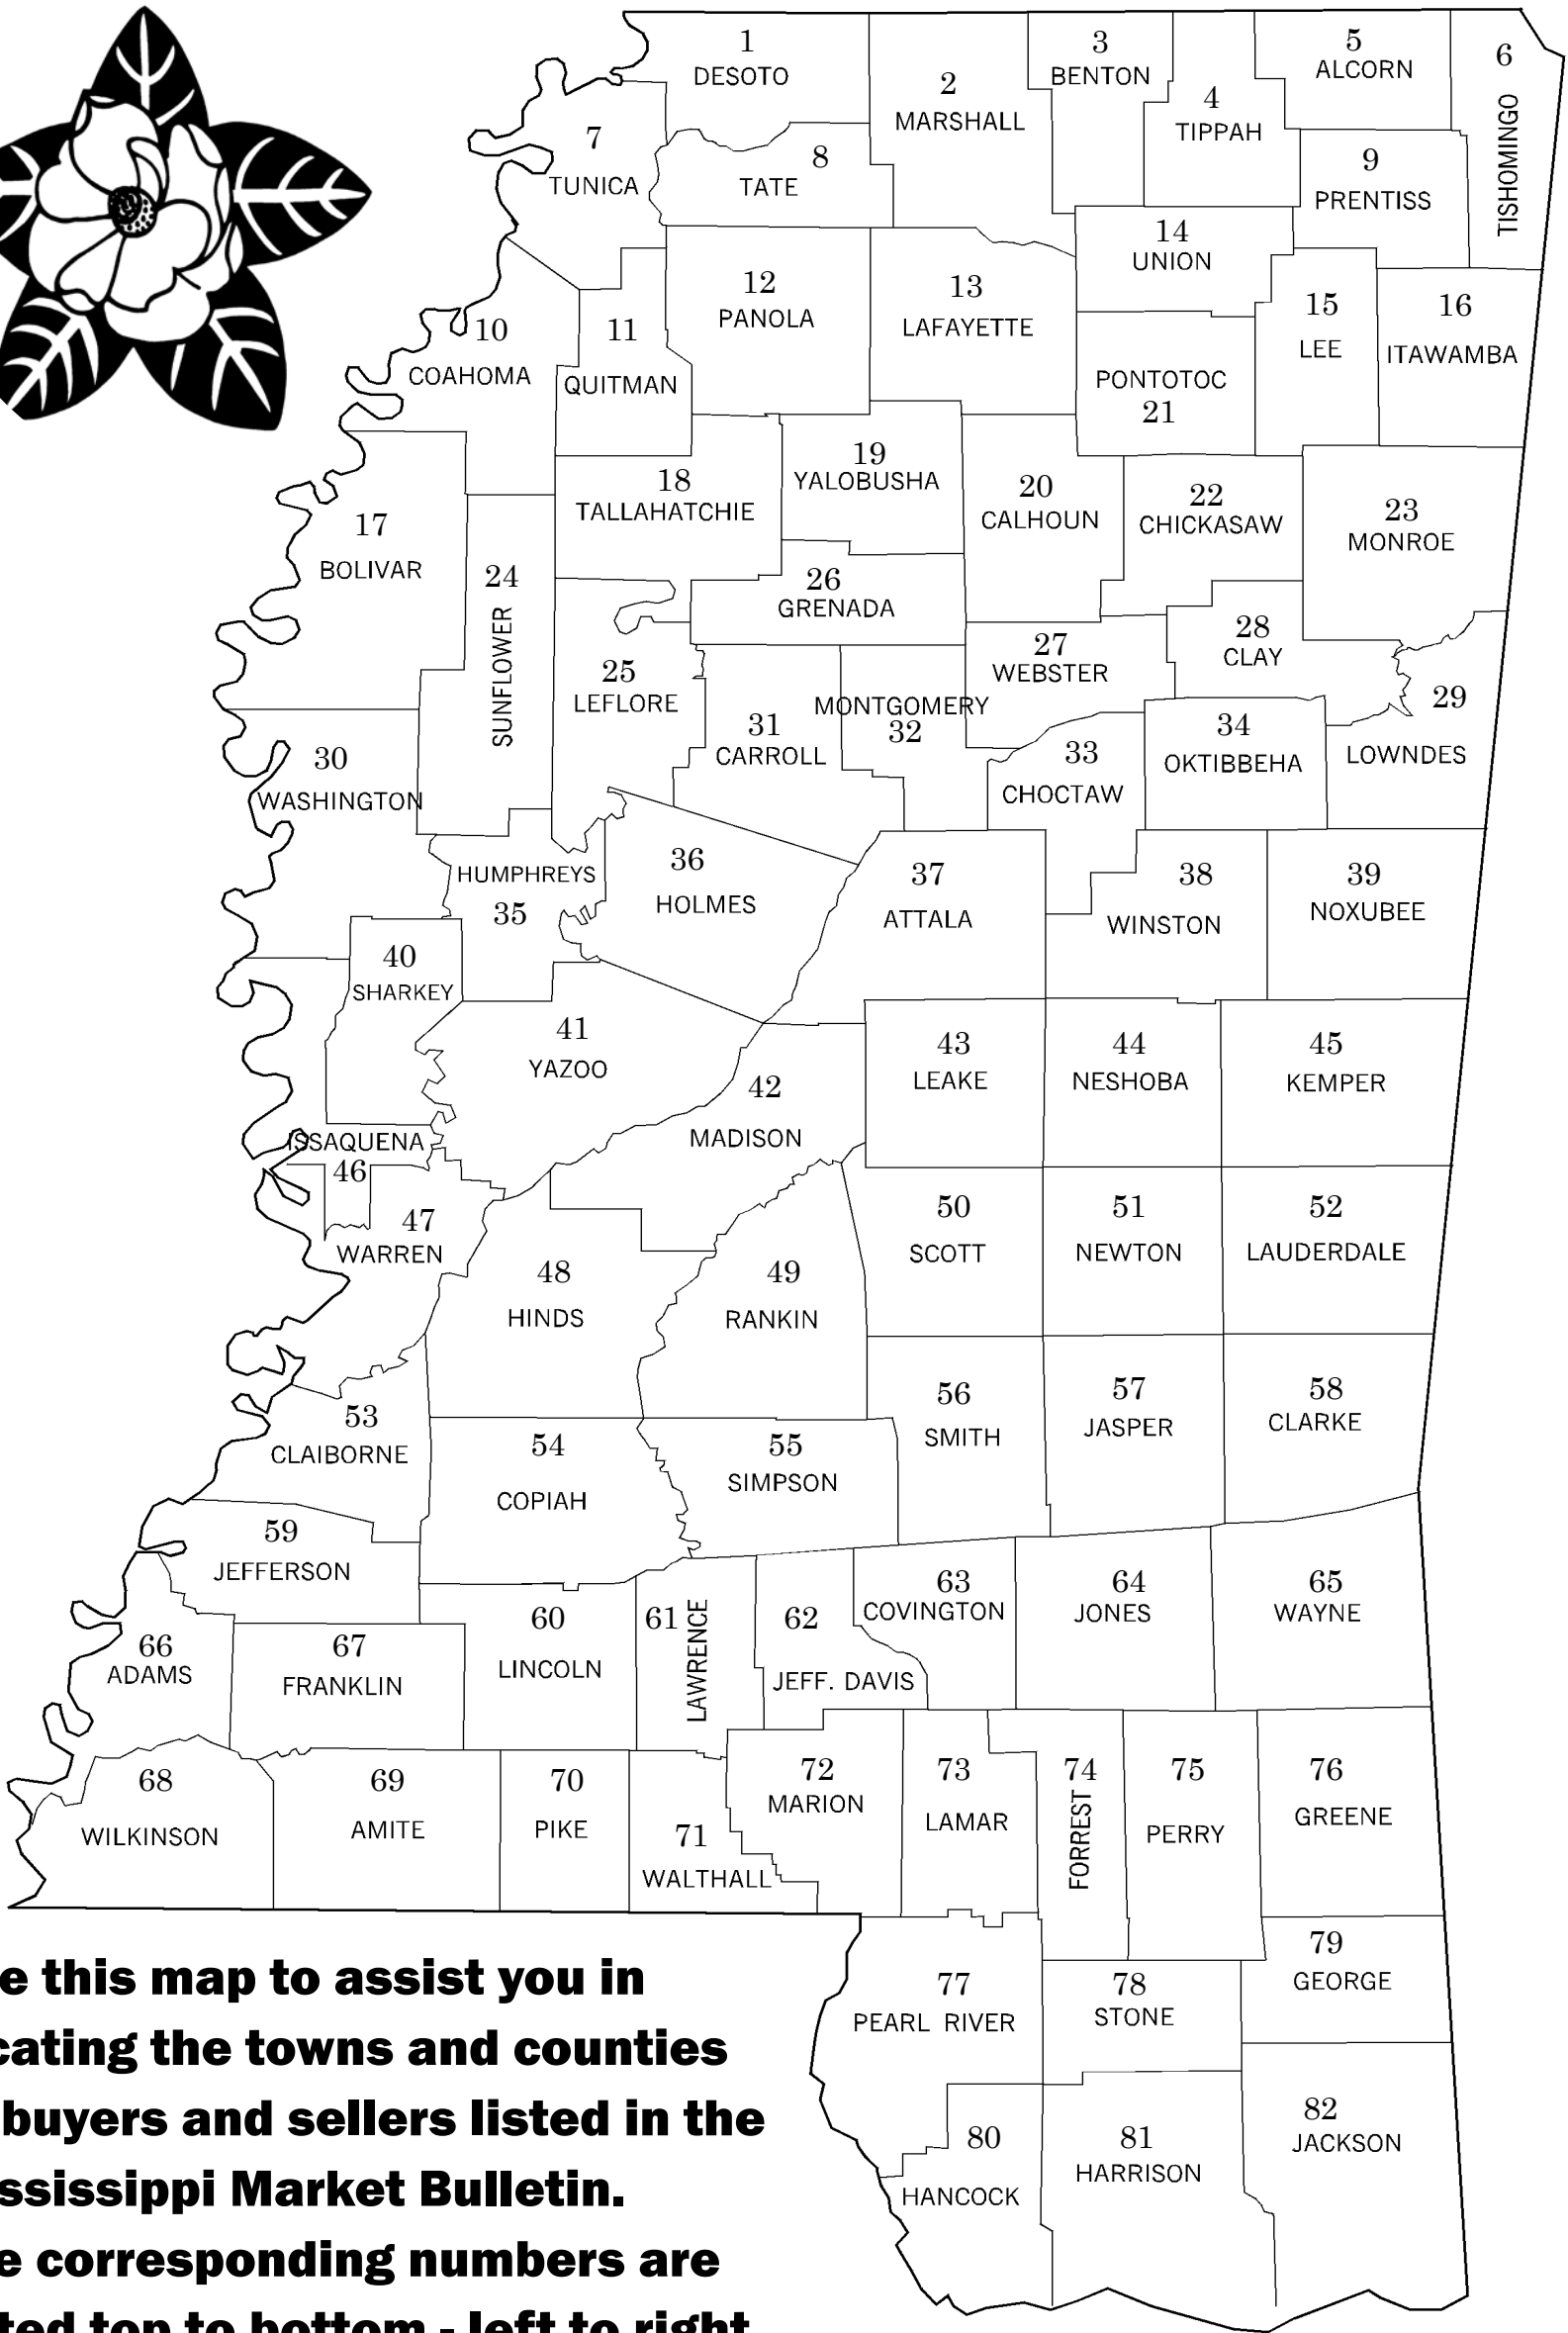 1
DESOTO
2
MARSHALL
3
BENTON
4
TIPPAH
5
ALCORN
6
TISHOMINGO
7
TUNICA
8
TATE
9
PRENTISS
10
COAHOMA
11
QUITMAN
12
PANOLA
13
LAFAYETTE
14
UNION
15
LEE
16
ITAWAMBA
17
BOLIVAR
18
TALLAHATCHIE
19
YALOBUSHA
20
CALHOUN
PONTOTOC
21
22
CHICKASAW
23
MONROE
24
SUNFLOWER
25
LEFLORE
26
GRENADA
27
WEBSTER
28
CLAY
29
LOWNDES
30
WASHINGTON
31
CARROLL
MONTGOMERY
32
33
CHOCTAW
34
OKTIBBEHA
HUMPHREYS
35
36
HOLMES
37
ATTALA
38
WINSTON
39
NOXUBEE
40
SHARKEY
41
YAZOO
42
MADISON
43
LEAKE
44
NESHOBA
45
KEMPER
ISSAQUENA
46
47
WARREN
48
HINDS
49
RANKIN
50
SCOTT
51
NEWTON
52
LAUDERDALE
53
CLAIBORNE
54
COPIAH
55
SIMPSON
56
SMITH
57
JASPER
58
CLARKE
59
JEFFERSON
60
LINCOLN
61
LAWRENCE
62
JEFF. DAVIS
63
COVINGTON
64
JONES
65
WAYNE
66
ADAMS
67
FRANKLIN
68
WILKINSON
69
AMITE
70
PIKE
71
WALTHALL
72
MARION
73
LAMAR
74
FORREST
75
PERRY
76
GREENE
77
PEARL RIVER
78
STONE
79
GEORGE
80
HANCOCK
81
HARRISON
82
JACKSON
e this map to assist you in
cating the towns and counties
buyers and sellers listed in the
ssissippi Market Bulletin.
e corresponding numbers are
ted top to bottom - left to right